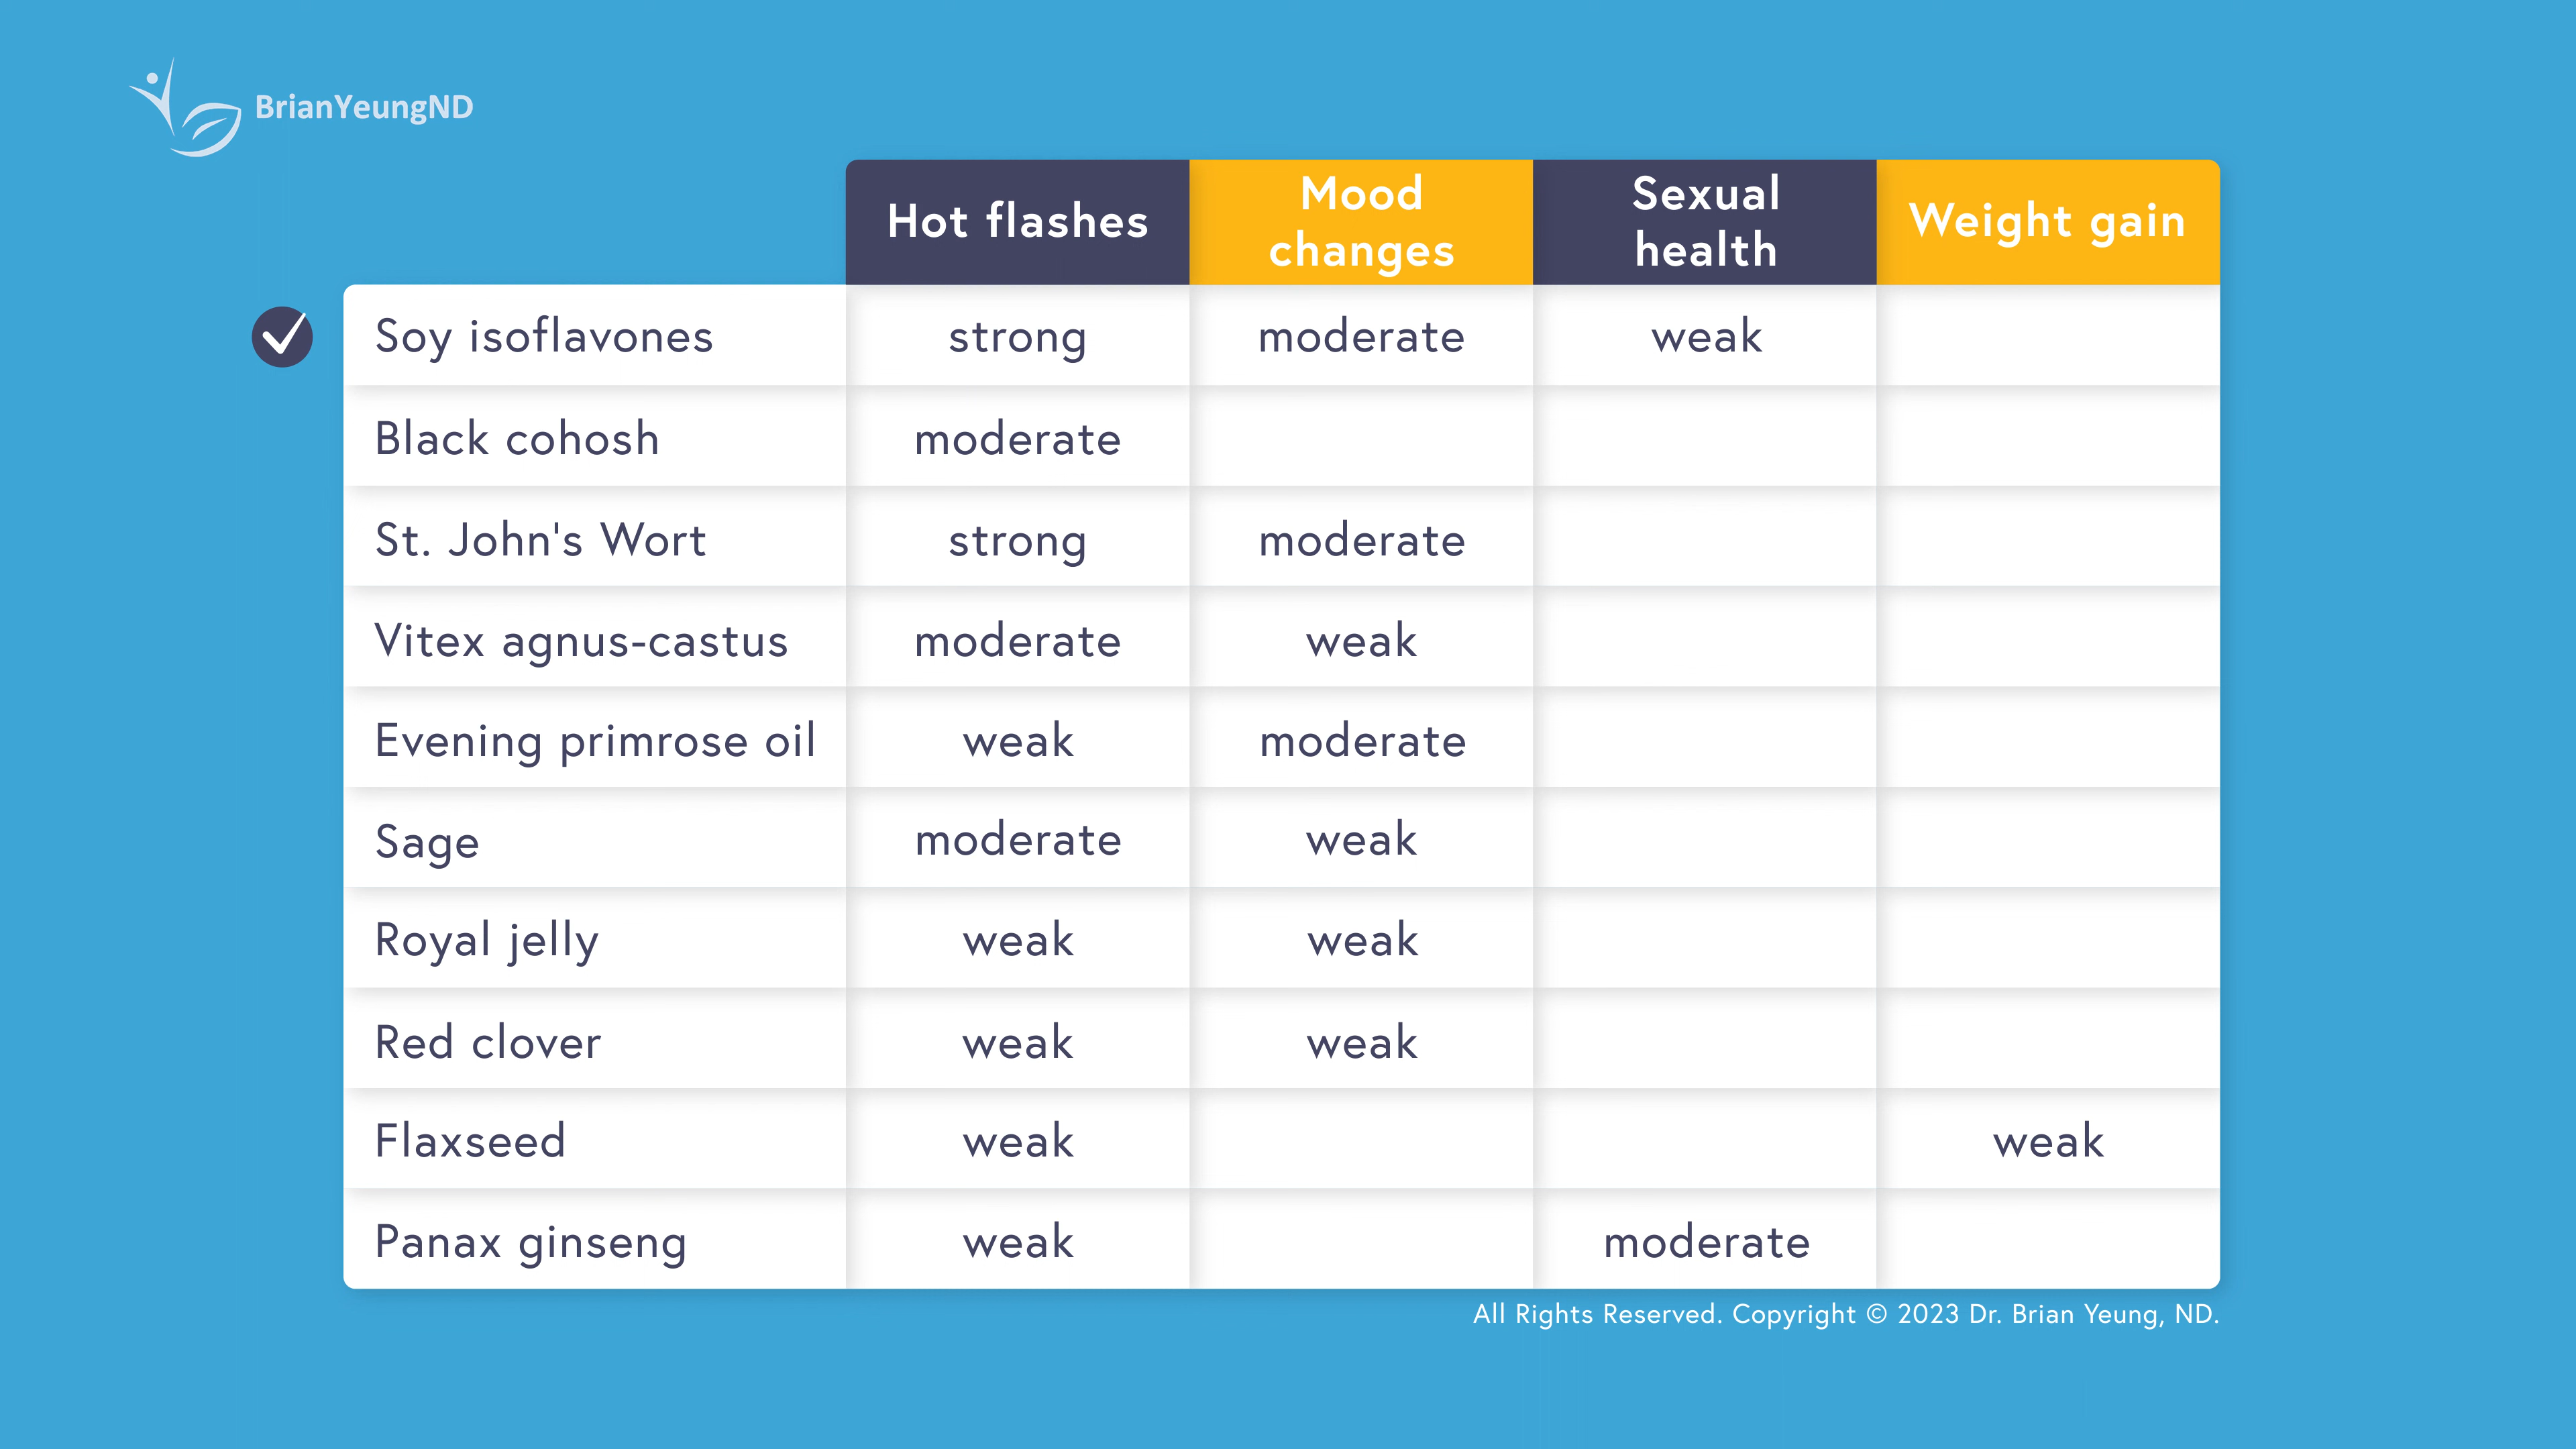 BrianYeungND
Hot flashes
Mood
changes
Sexual
health
Weight gain
Soy isoflavones strong moderate weak
Black cohosh moderate
St. John's Wort strong moderate
Vitex agnus-castus moderate weak
Evening primrose oil weak moderate
Sage moderate weak
Royal jelly weak weak
Red clover weak weak
Flaxseed weak weak
Panax ginseng weak moderate
All Rights Reserved. Copyright © 2023 Dr. Brian Yeung, ND.